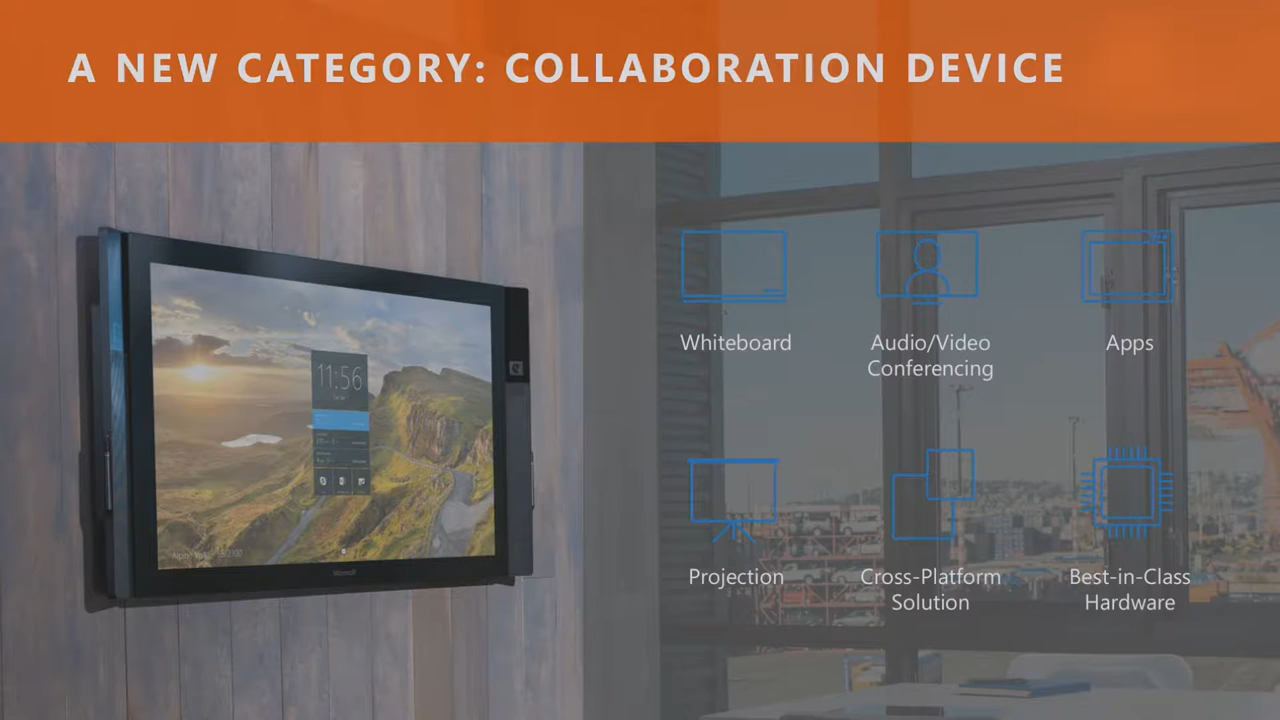 A NEW CATEGORY: COLLABORATION DEVICE
11:56
Whiteboard
Audio/Video
Conferencing
Apps
Projection
Cross-Platform
Solution
Best-in-Class
Hardware
Microsoft